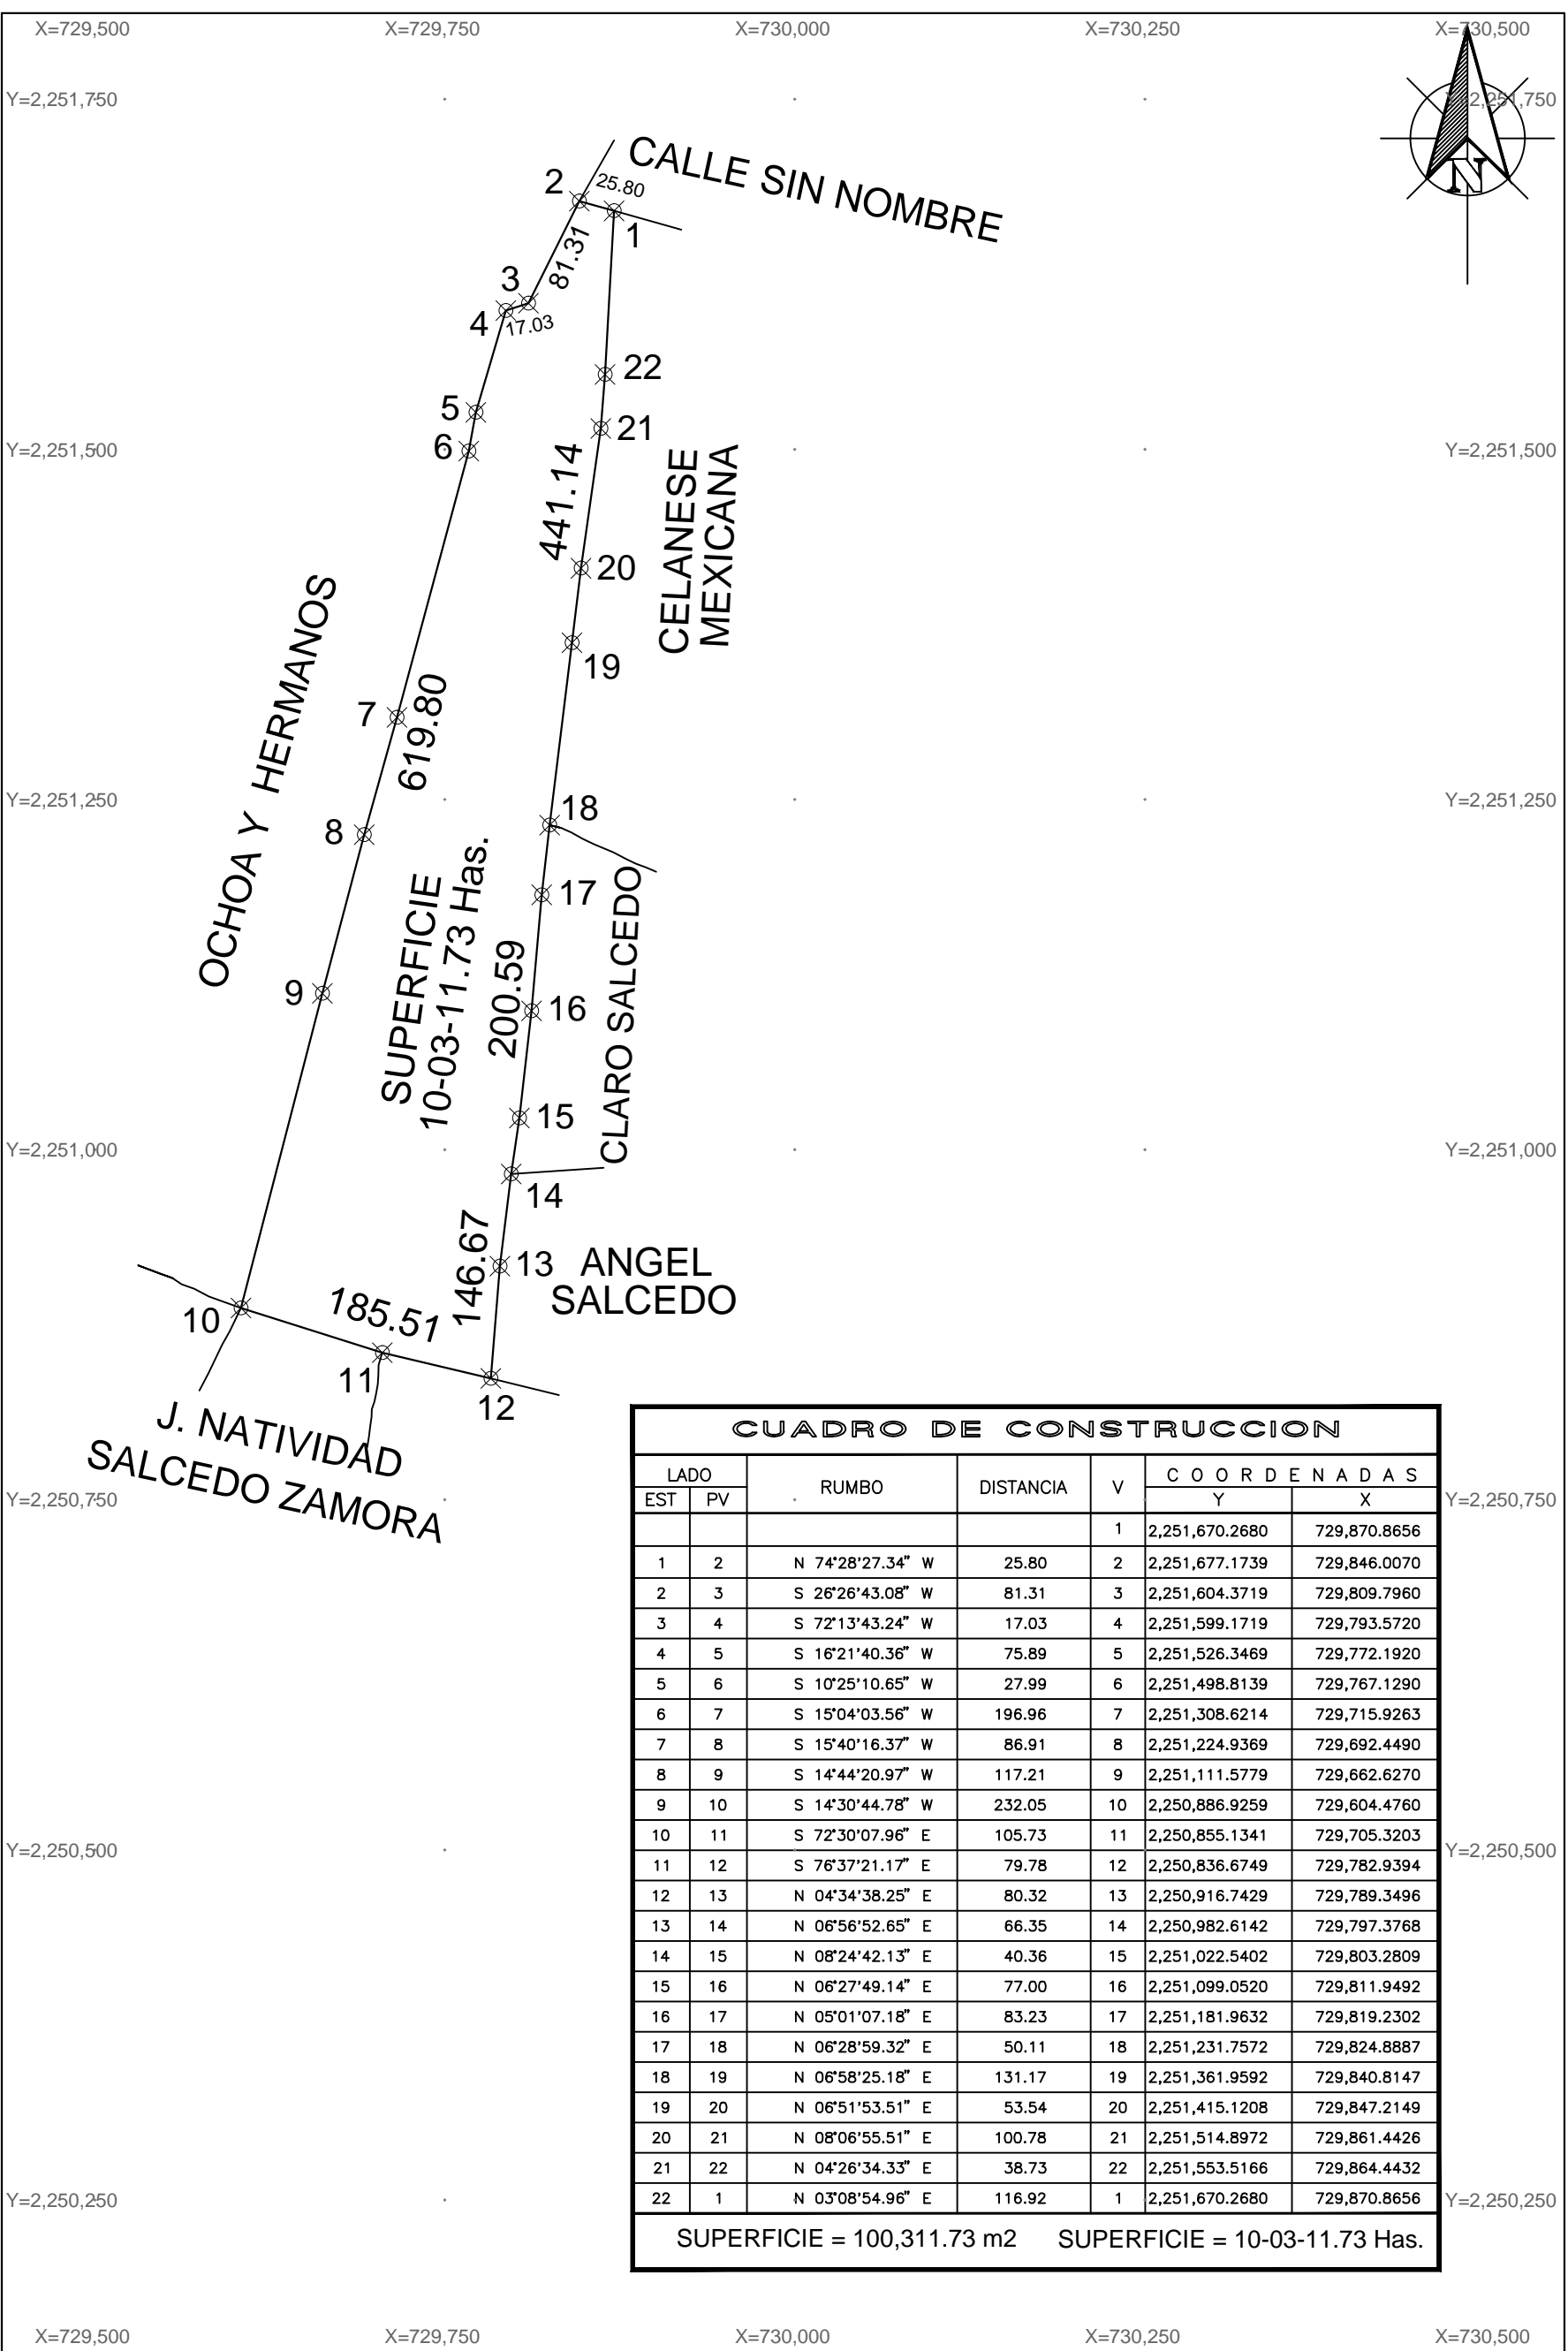 X=729,500 X=729,750 X=730,000 X=730,250 X=730,500
Y=2,251,750 Y=2,251,750
N
CALLE SIN NOMBRE
2 25.80
1
81.31
3
4 17.03
22
5
21
Y=2,251,500 6 Y=2,251,500
441.14
CELANESE
MEXICANA
20
19
OCHOA Y HERMANOS
7
619.80
Y=2,251,250 Y=2,251,250
18
8
17
SUPERFICIE
10-03-11.73 Has.
200.59
CLARO SALCEDO
9
16
15
Y=2,251,000 Y=2,251,000
14
146.67
13 ANGEL
SALCEDO
10
185.51
11
12
J. NATIVIDAD
SALCEDO ZAMORA
Y=2,250,750 Y=2,250,750
CUADRO DE CONSTRUCCION
LADO RUMBO DISTANCIA V COORDENADAS
EST PV Y X
1 2,251,670.2680 729,870.8656
1 2 N 74°28'27.34" W 25.80 2 2,251,677.1739 729,846.0070
2 3 S 26°26'43.08" W 81.31 3 2,251,604.3719 729,809.7960
3 4 S 72°13'43.24" W 17.03 4 2,251,599.1719 729,793.5720
4 5 S 16°21'40.36" W 75.89 5 2,251,526.3469 729,772.1920
5 6 S 10°25'10.65" W 27.99 6 2,251,498.8139 729,767.1290
6 7 S 15°04'03.56" W 196.96 7 2,251,308.6214 729,715.9263
7 8 S 15°40'16.37" W 86.91 8 2,251,224.9369 729,692.4490
8 9 S 14°44'20.97" W 117.21 9 2,251,111.5779 729,662.6270
9 10 S 14°30'44.78" W 232.05 10 2,250,886.9259 729,604.4760
10 11 S 72°30'07.96" E 105.73 11 2,250,855.1341 729,705.3203
11 12 S 76°37'21.17" E 79.78 12 2,250,836.6749 729,782.9394
12 13 N 04°34'38.25" E 80.32 13 2,250,916.7429 729,789.3496
13 14 N 06°56'52.65" E 66.35 14 2,250,982.6142 729,797.3768
14 15 N 08°24'42.13" E 40.36 15 2,251,022.5402 729,803.2809
15 16 N 06°27'49.14" E 77.00 16 2,251,099.0520 729,811.9492
16 17 N 05°01'07.18" E 83.23 17 2,251,181.9632 729,819.2302
17 18 N 06°28'59.32" E 50.11 18 2,251,231.7572 729,824.8887
18 19 N 06°58'25.18" E 131.17 19 2,251,361.9592 729,840.8147
19 20 N 06°51'53.51" E 53.54 20 2,251,415.1208 729,847.2149
20 21 N 08°06'55.51" E 100.78 21 2,251,514.8972 729,861.4426
21 22 N 04°26'34.33" E 38.73 22 2,251,553.5166 729,864.4432
22 1 N 03°08'54.96" E 116.92 1 2,251,670.2680 729,870.8656
SUPERFICIE = 100,311.73 m2 SUPERFICIE = 10-03-11.73 Has.
Y=2,250,500 Y=2,250,500
Y=2,250,250 Y=2,250,250
X=729,500 X=729,750 X=730,000 X=730,250 X=730,500